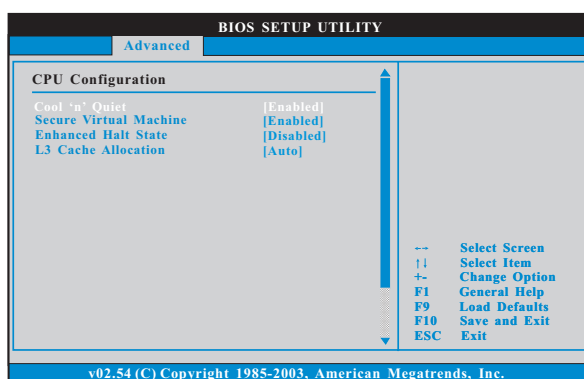 BIOS SETUP UTILITY
Advanced
CPU Configuration
Cool ‘n’ Quiet [Enabled]
Secure Virtual Machine [Enabled]
Enhanced Halt State [Disabled]
L3 Cache Allocation [Auto]
←→ Select Screen
↑↓ Select Item
+- Change Option
F1 General Help
F9 Load Defaults
F10 Save and Exit
ESC Exit
v02.54 (C) Copyright 1985-2003, American Megatrends, Inc.